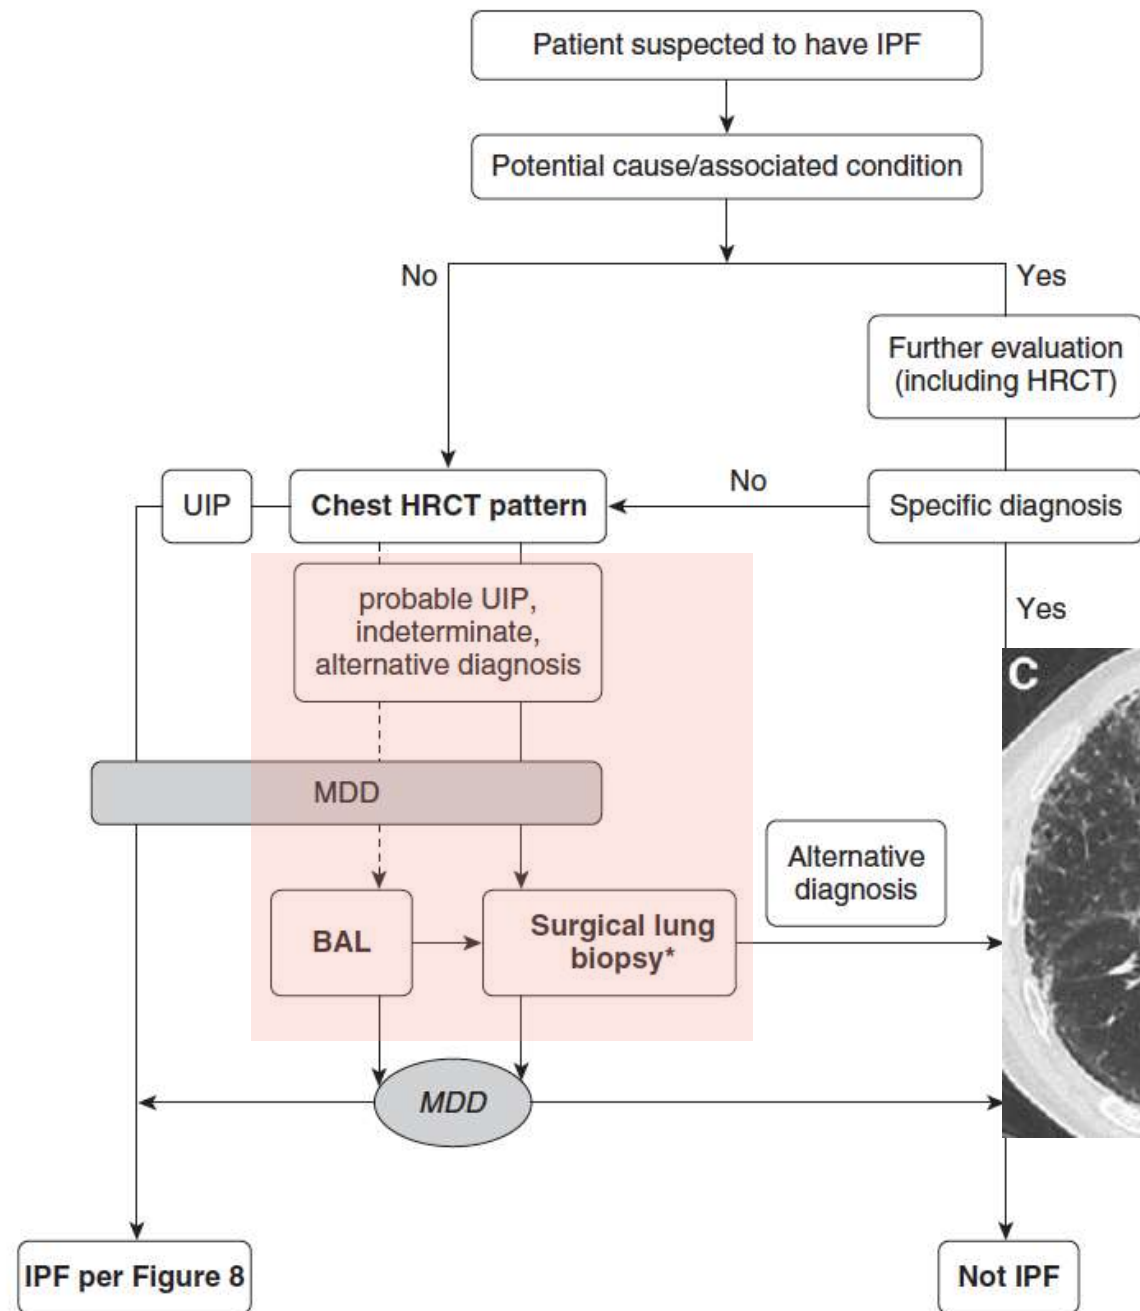 Patient suspected to have IPF
Potential cause/associated condition
No
Yes
Further evaluation
(including HRCT)
UIP
Chest HRCT pattern
No
Specific diagnosis
probable UIP,
indeterminate,
alternative diagnosis
Yes
C
MDD
Alternative
diagnosis
BAL
Surgical lung
biopsy*
MDD
IPF per Figure 8
Not IPF